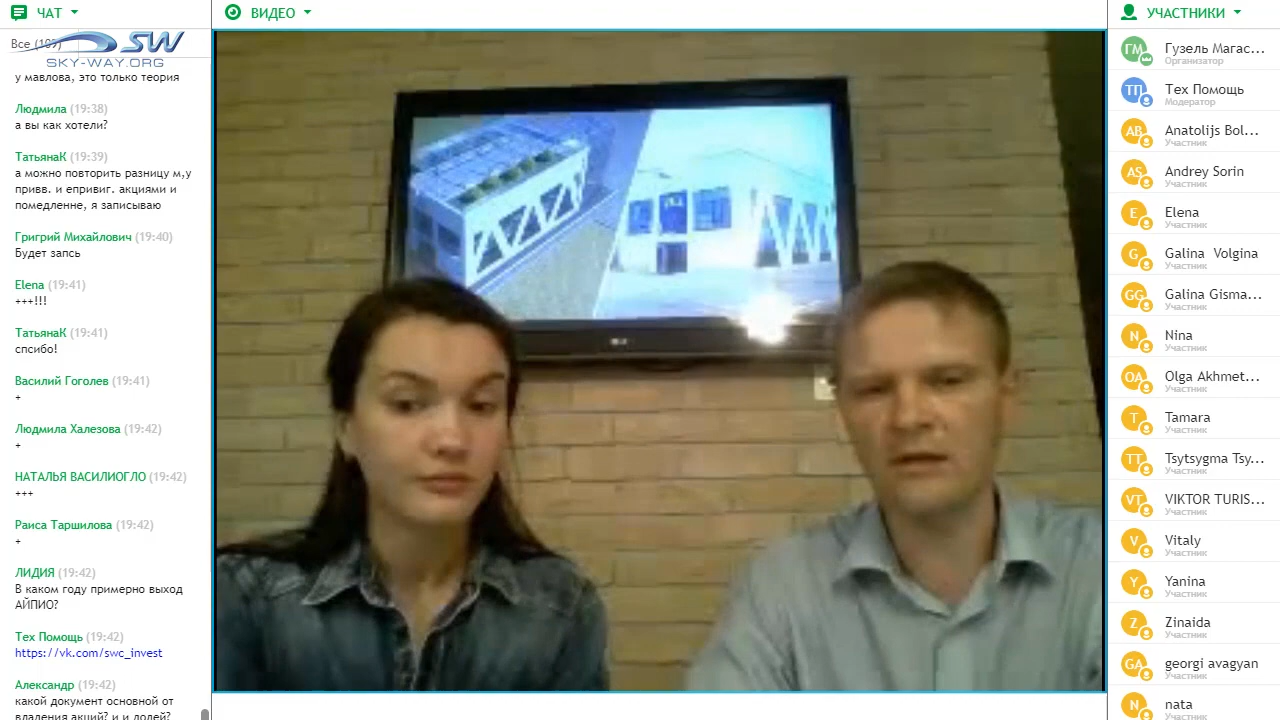 ЧАТ
ВИДЕО
УЧАСТНИКИ
Все (107)
SW
SKY-WAY.ORG
у мавлова, это только теория
Людмила (19:38)
а вы как хотели?
ТатьянаК (19:39)
а можно повторить разницу м,у
привв. и епривиг. акциями и
помедленне, я записываю
Григрий Михайлович (19:40)
Будет запсь
Elena (19:41)
+++!!!
ТатьянаК (19:41)
спсибо!
Василий Гоголев (19:41)
+
Людмила Халезова (19:42)
+
НАТАЛЬЯ ВАСИЛИОГЛО (19:42)
+++
Раиса Таршилова (19:42)
+
ЛИДИЯ (19:42)
В каком году примерно выход
АЙПИО?
Тех Помощь (19:42)
https://vk.com/swc_invest
Александр (19:42)
какой документ основной от
владения акций? и и долей?
LG
ГМ
Гузель Магас...
Организатор
ТП
Тех Помощь
Модератор
AB
Anatolijs Bol...
Участник
AS
Andrey Sorin
Участник
E
Elena
Участник
G
Galina Volgina
Участник
GG
Galina Gisma...
Участник
N
Nina
Участник
OA
Olga Akhmet...
Участник
T
Tamara
Участник
TT
Tsytsygma Tsy...
Участник
VT
VIKTOR TURIS...
Участник
V
Vitaly
Участник
Y
Yanina
Участник
Z
Zinaida
Участник
GA
georgi avagyan
Участник
N
nata